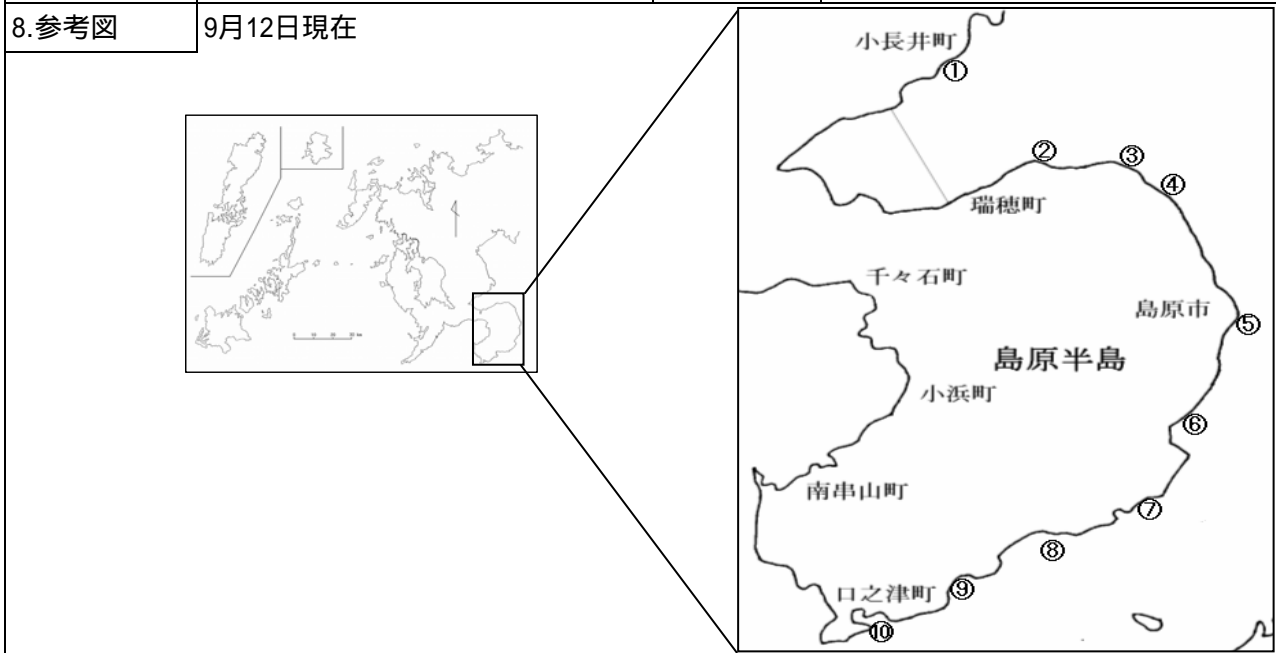 8.参考図
9月12日現在
小長井町
①
②
③
④
瑞穂町
千々石町
島原市
⑤
島原半島
小浜町
⑥
南串山町
⑦
⑧
口之津町
⑨
⑩